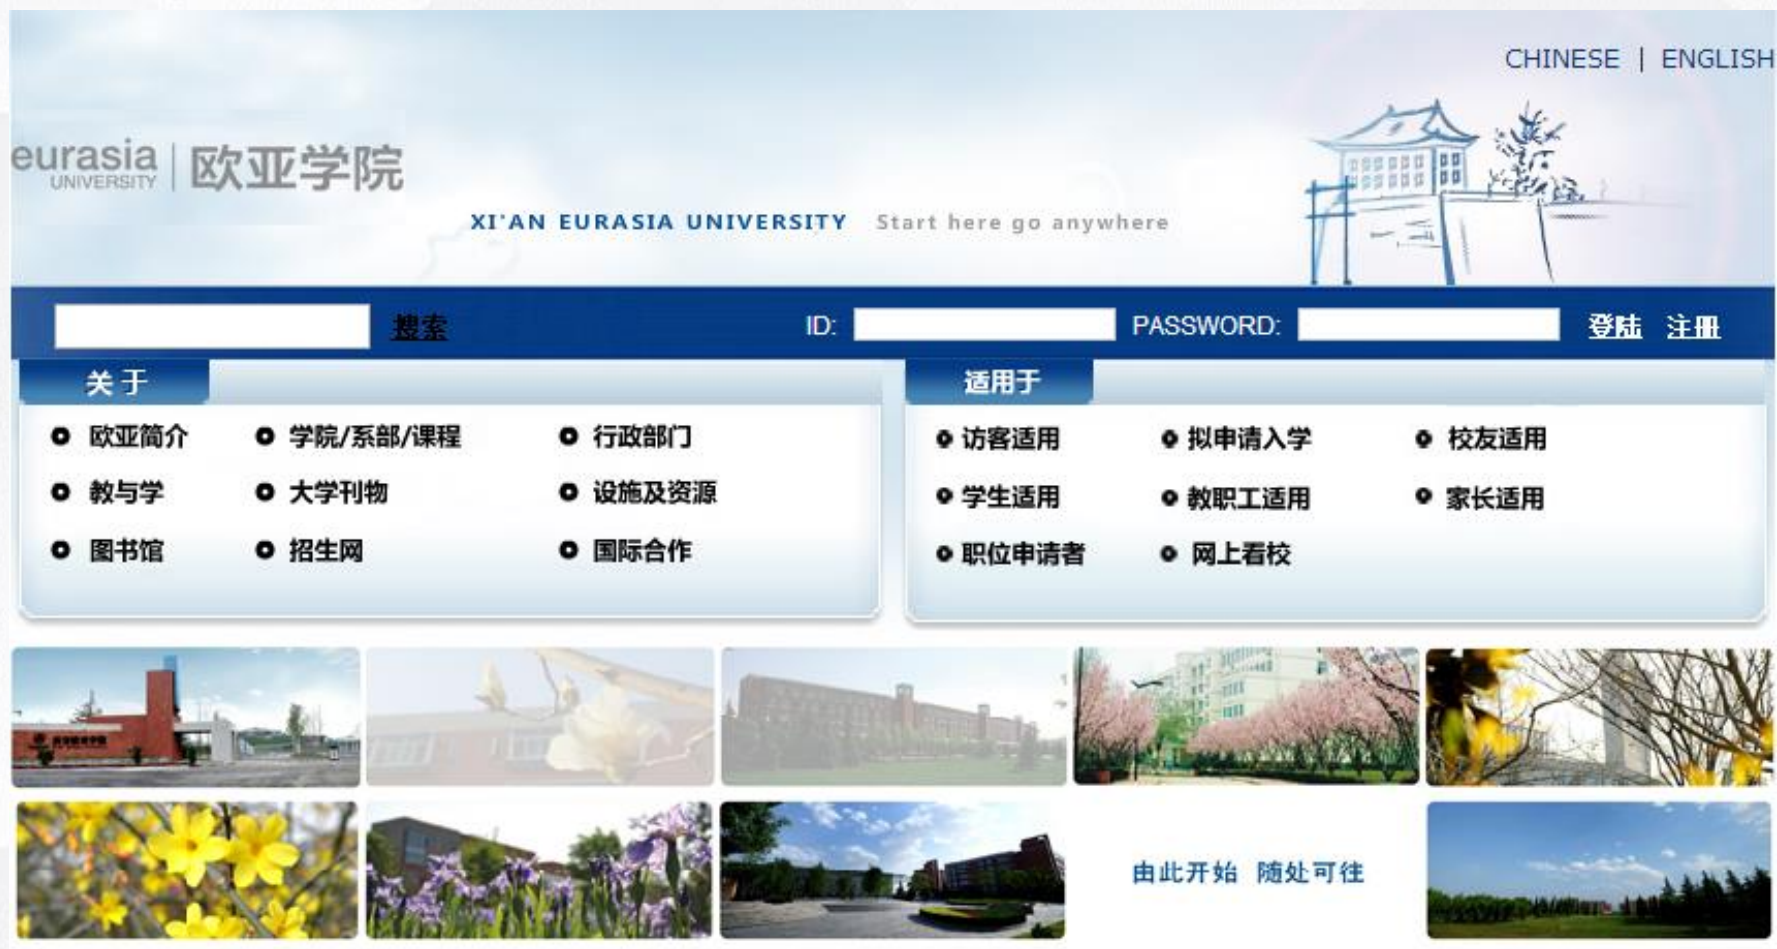 CHINESE | ENGLISH
eurasia UNIVERSITY | 欧亚学院
XI'AN EURASIA UNIVERSITY Start here go anywhere
搜索 ID: PASSWORD: 登陆 注册
关于
欧亚简介 学院/系部/课程 行政部门
教与学 大学刊物 设施及资源
图书馆 招生网 国际合作
适用于
访客适用 拟申请入学 校友适用
学生适用 教职工适用 家长适用
职位申请者 网上看校
由此开始 随处可往